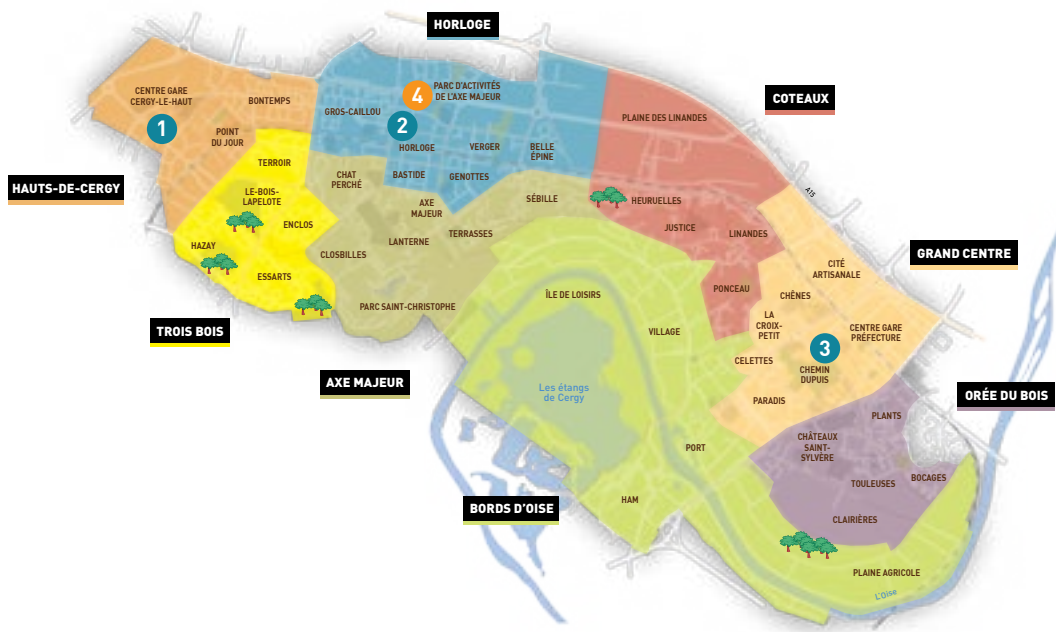 HORLOGE
CENTRE GARE
CERGY-LE-HAUT
BONTEMPS
1
POINT
DU JOUR
HAUTS-DE-CERGY
4
PARC D'ACTIVITÉS
DE L'AXE MAJEUR
GROS-CAILLOU
2
HORLOGE
VERGER
BELLE
ÉPINE
BASTIDE
GENOTTES
COTEAUX
PLAINE DES LINANDES
HEURUELLES
JUSTICE
LINANDES
PONCEAU
A15
TERROIR
LE-BOIS-
LAPELOTE
ENCLOS
HAZAY
ESSARTS
TROIS BOIS
CHAT
PERCHÉ
AXE
MAJEUR
SÉBILLE
LANTERNE
TERRASSES
CLOSBILLES
PARC SAINT-CHRISTOPHE
AXE MAJEUR
GRAND CENTRE
CITÉ
ARTISANALE
CHÊNES
LA
CROIX-
PETIT
CENTRE GARE
PRÉFECTURE
3
CHEMIN
DUPUIS
PARADIS
ÎLE DE LOISIRS
VILLAGE
CELETTES
Les étangs
de Cergy
PORT
HAM
BORDS D'OISE
PLAINE AGRICOLE
L'Oise
ORÉE DU BOIS
PLANTS
CHÂTEAUX
SAINT-
SYLVÈRE
TOULEUSES
BOCAGES
CLAIRIÈRES